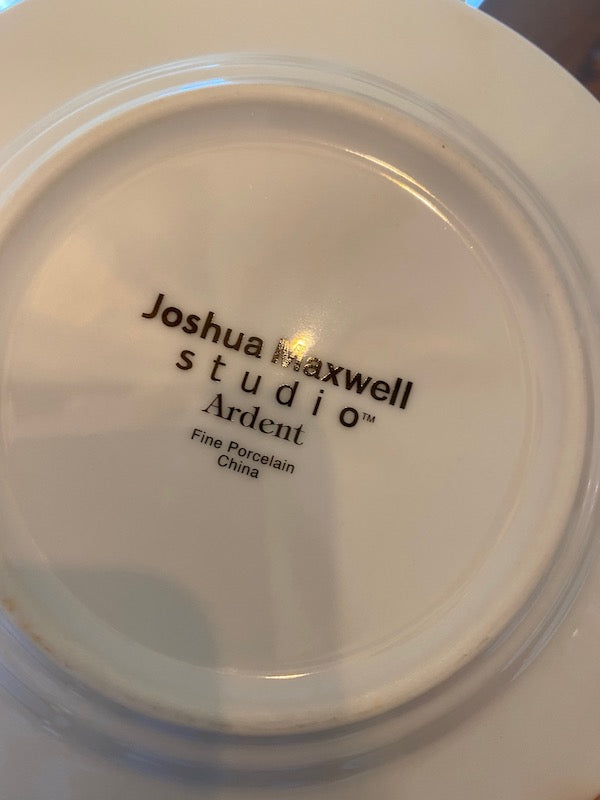 Joshua Maxwell
studio™
Ardent
Fine Porcelain
China